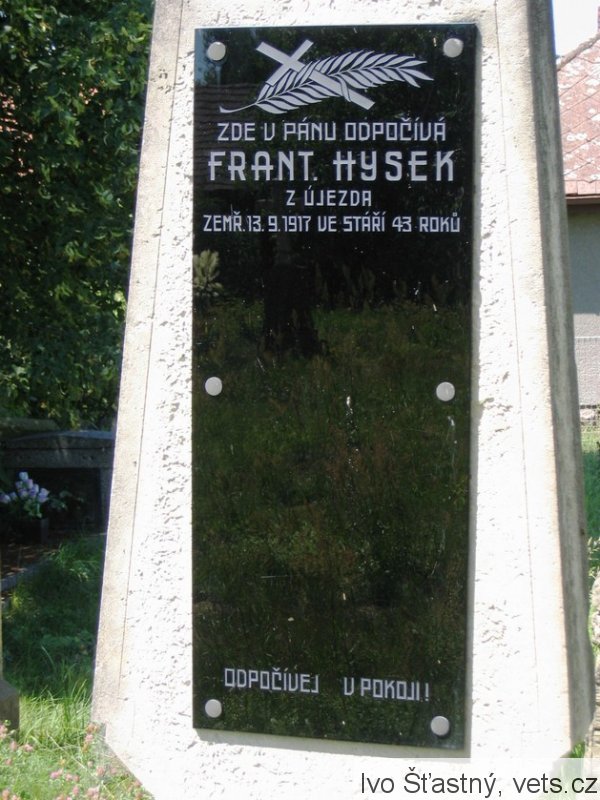 ZDE V PÁNU ODPOČÍVÁ
FRANT. HYSEK
Z ÚJEZDA
ZEMŘ. 13. 9. 1917 VE STÁŘÍ 43 ROKŮ
ODPOČÍVEJ V POKOJI!
Ivo Šťastný, vets.cz